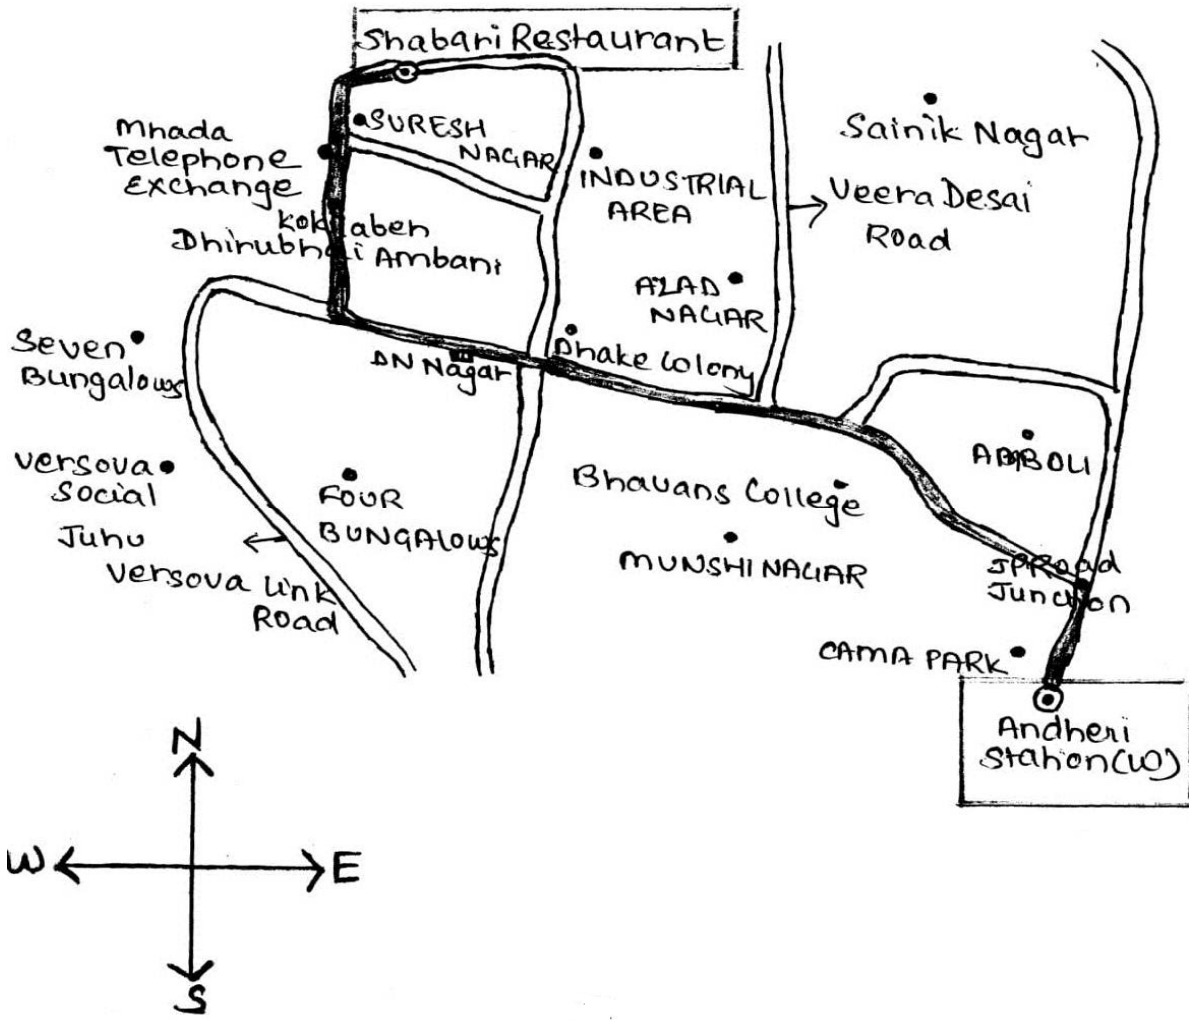 Shabari Restaurant
SURESH
NAGAR
Mhada
Telephone
Exchange
Kokilaben
Dhirubhai Ambani
INDUSTRIAL
AREA
Sainik Nagar
Veera Desai
Road
AZAD
NAGAR
Seven
Bungalows
DN Nagar
Dhake Colony
Versova
Social
FOUR
BUNGALOWS
Juhu
Versova Link
Road
Bhavans College
AMBOLI
MUNSHI NAGAR
JP Road
Junction
CAMA PARK
Andheri
Station (W)
N
W
E
S